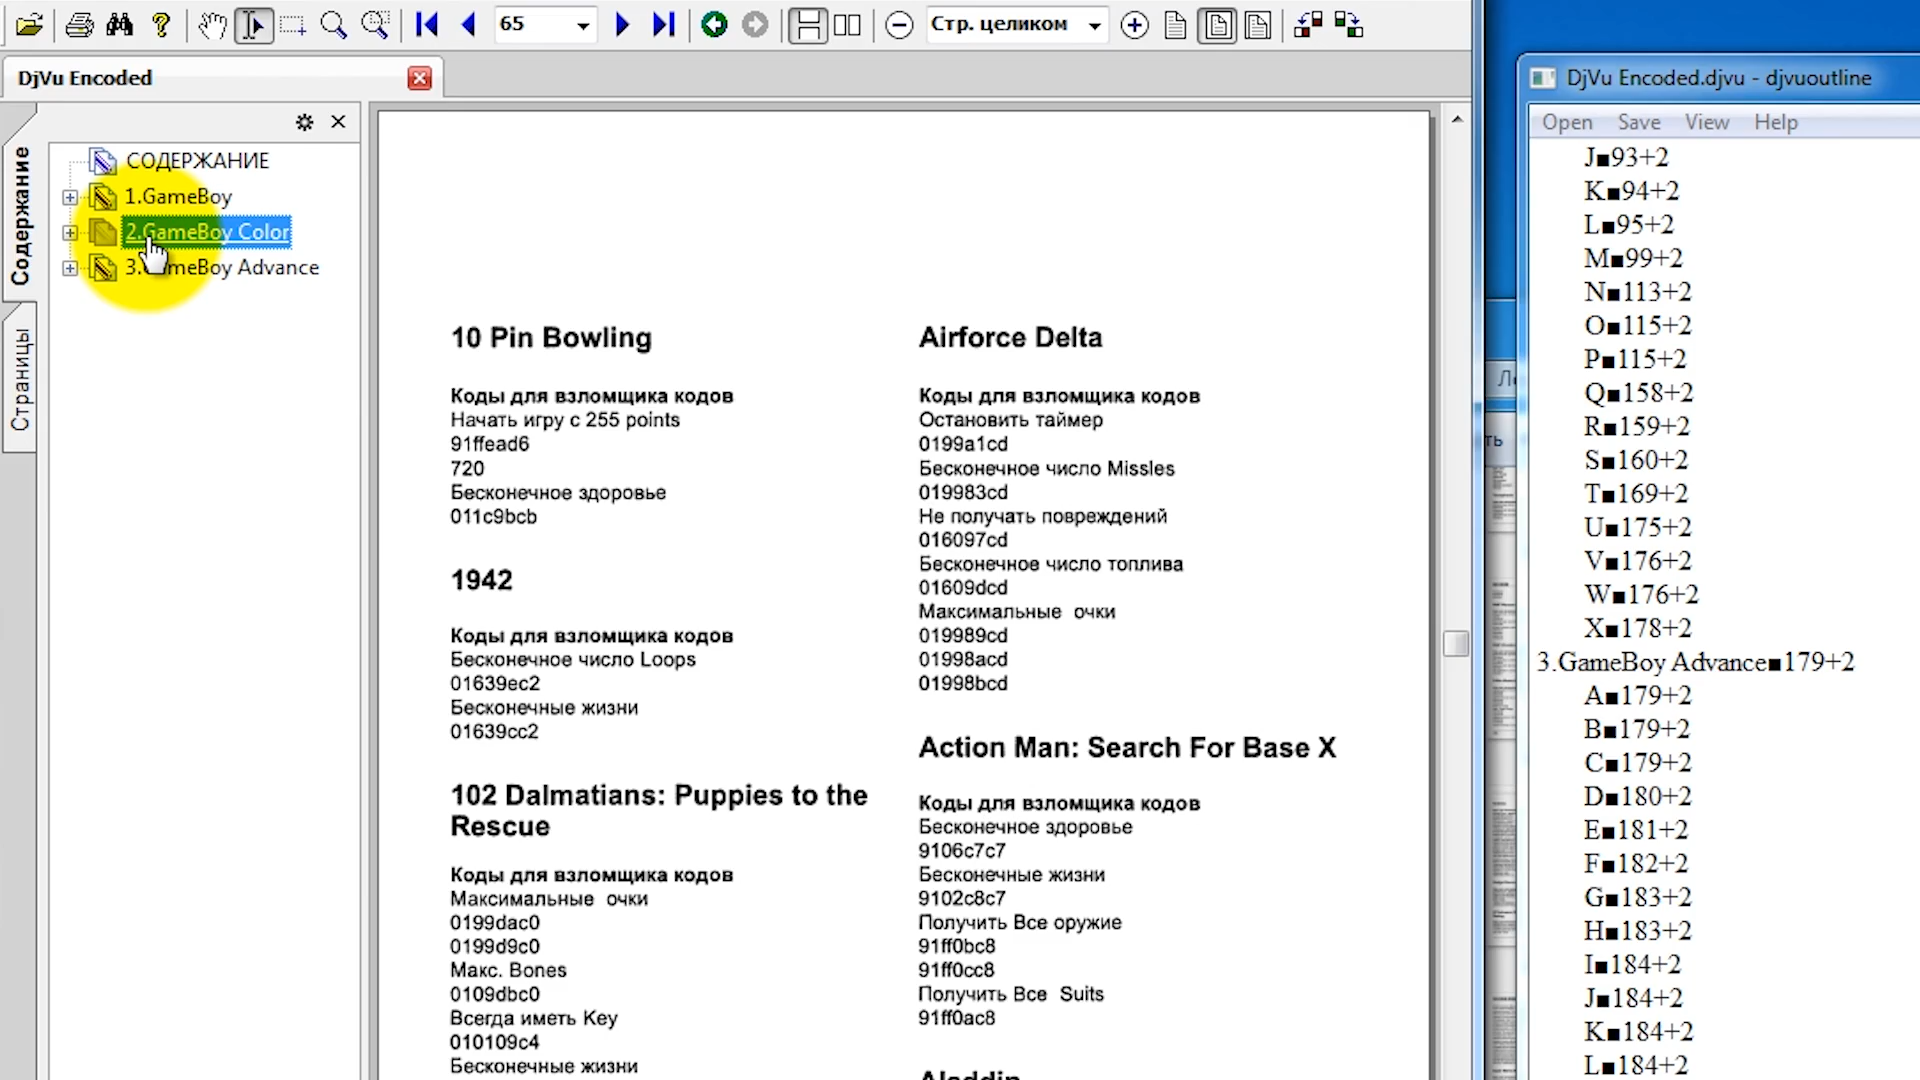 65
Стр. целиком
DjVu Encoded
Содержание
Страницы
СОДЕРЖАНИЕ
1.GameBoy
2.GameBoy Color
3.GameBoy Advance
10 Pin Bowling
Коды для взломщика кодов
Начать игру с 255 points
91ffead6
720
Бесконечное здоровье
011c9bcb
1942
Коды для взломщика кодов
Бесконечное число Loops
01639ec2
Бесконечные жизни
01639cc2
102 Dalmatians: Puppies to the
Rescue
Коды для взломщика кодов
Максимальные очки
0199dac0
0199d9c0
Макс. Bones
0109dbc0
Всегда иметь Key
010109c4
Бесконечные жизни
Airforce Delta
Коды для взломщика кодов
Остановить таймер
0199a1cd
Бесконечное число Missles
019983cd
Не получать повреждений
016097cd
Бесконечное число топлива
01609dcd
Максимальные очки
019989cd
01998acd
01998bcd
Action Man: Search For Base X
Коды для взломщика кодов
Бесконечное здоровье
9106c7c7
Бесконечные жизни
9102c8c7
Получить Все оружие
91ff0bc8
91ff0cc8
Получить Все Suits
91ff0ac8
Aladdin
DjVu Encoded.djvu - djvuoutline
Open Save View Help
J■93+2
K■94+2
L■95+2
M■99+2
N■113+2
O■115+2
P■115+2
Q■158+2
R■159+2
S■160+2
T■169+2
U■175+2
V■176+2
W■176+2
X■178+2
3.GameBoy Advance■179+2
A■179+2
B■179+2
C■179+2
D■180+2
E■181+2
F■182+2
G■183+2
H■183+2
I■184+2
J■184+2
K■184+2
L■184+2